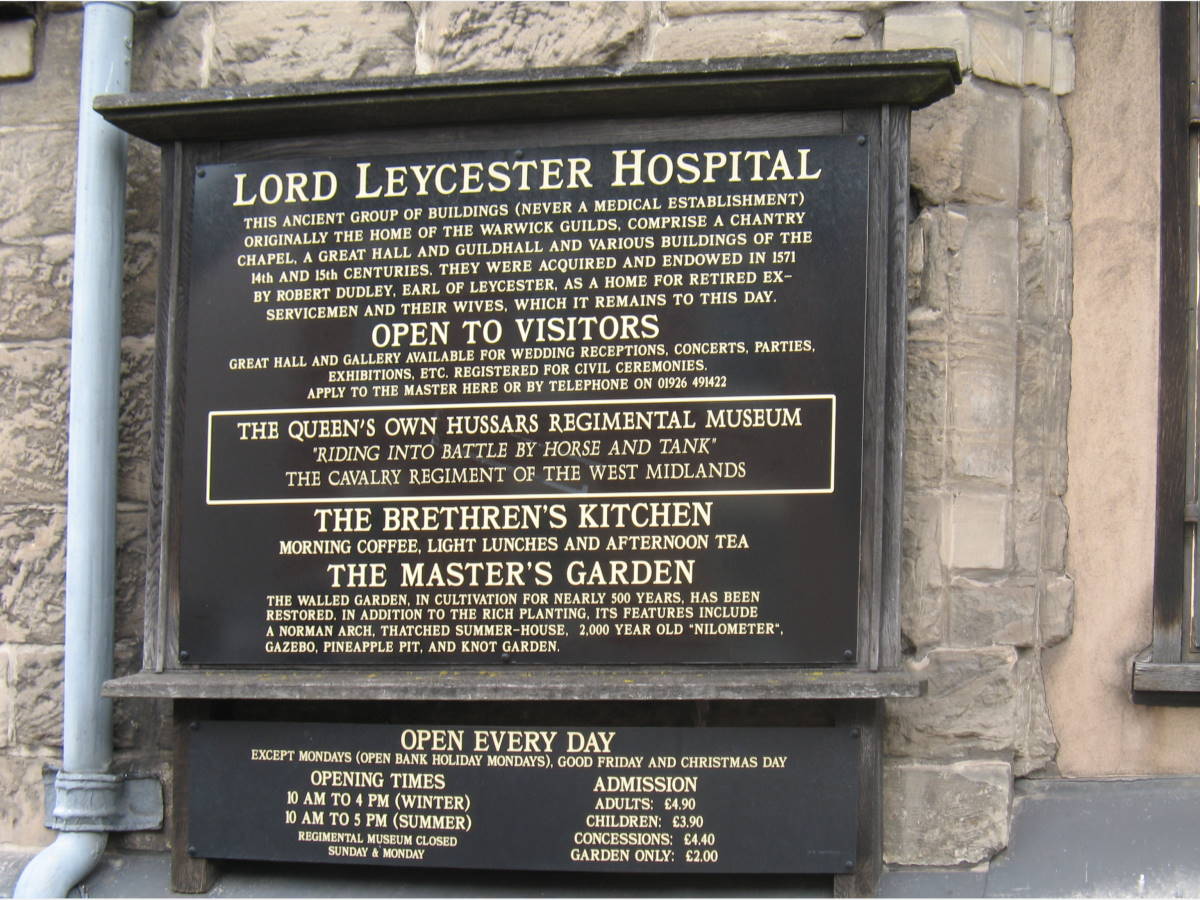 LORD LEYCESTER HOSPITAL
THIS ANCIENT GROUP OF BUILDINGS (NEVER A MEDICAL ESTABLISHMENT)
ORIGINALLY THE HOME OF THE WARWICK GUILDS, COMPRISE A CHANTRY
CHAPEL, A GREAT HALL AND GUILDHALL AND VARIOUS BUILDINGS OF THE
14th AND 15th CENTURIES. THEY WERE ACQUIRED AND ENDOWED IN 1571
BY ROBERT DUDLEY, EARL OF LEYCESTER, AS A HOME FOR RETIRED EX-
SERVICEMEN AND THEIR WIVES, WHICH IT REMAINS TO THIS DAY.
OPEN TO VISITORS
GREAT HALL AND GALLERY AVAILABLE FOR WEDDING RECEPTIONS, CONCERTS, PARTIES,
EXHIBITIONS, ETC. REGISTERED FOR CIVIL CEREMONIES.
APPLY TO THE MASTER HERE OR BY TELEPHONE ON 01926 491422
THE QUEEN'S OWN HUSSARS REGIMENTAL MUSEUM
"RIDING INTO BATTLE BY HORSE AND TANK"
THE CAVALRY REGIMENT OF THE WEST MIDLANDS
THE BRETHREN'S KITCHEN
MORNING COFFEE, LIGHT LUNCHES AND AFTERNOON TEA
THE MASTER'S GARDEN
THE WALLED GARDEN, IN CULTIVATION FOR NEARLY 500 YEARS, HAS BEEN
RESTORED. IN ADDITION TO THE RICH PLANTING, ITS FEATURES INCLUDE
A NORMAN ARCH, THATCHED SUMMER-HOUSE, 2,000 YEAR OLD "NILOMETER",
GAZEBO, PINEAPPLE PIT, AND KNOT GARDEN.
OPEN EVERY DAY
EXCEPT MONDAYS (OPEN BANK HOLIDAY MONDAYS), GOOD FRIDAY AND CHRISTMAS DAY
OPENING TIMES
10 AM TO 4 PM (WINTER)
10 AM TO 5 PM (SUMMER)
REGIMENTAL MUSEUM CLOSED
SUNDAY & MONDAY
ADMISSION
ADULTS: £4.90
CHILDREN: £3.90
CONCESSIONS: £4.40
GARDEN ONLY: £2.00